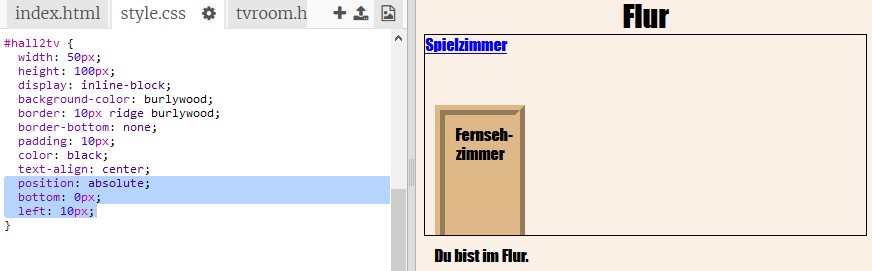 index.html style.css tvroom.h
#hall2tv {
width: 50px;
height: 100px;
display: inline-block;
background-color: burlywood;
border: 10px ridge burlywood;
border-bottom: none;
padding: 10px;
color: black;
text-align: center;
position: absolute;
bottom: 0px;
left: 10px;
}
Flur
Spielzimmer
Fernseh-
zimmer
Du bist im Flur.